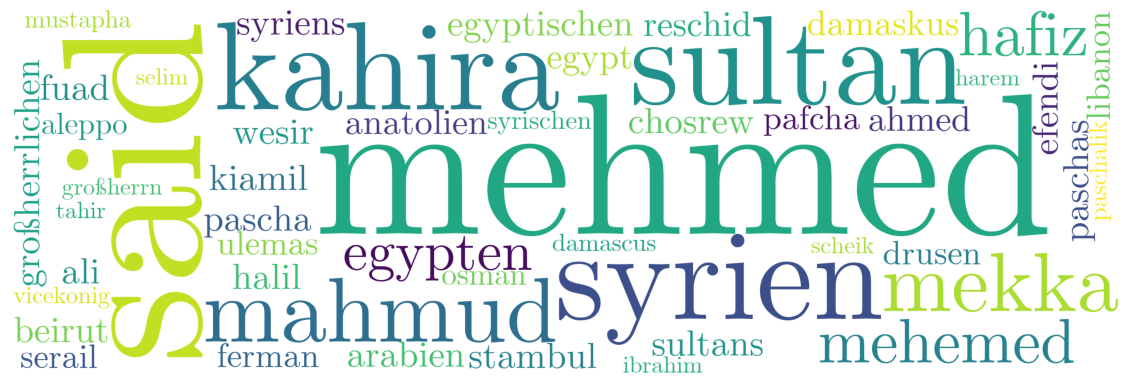 mustapha
syriens
egyptischen
reschid
damaskus
hafiz
said
kahira
sultan
egypt
selim
harem
fuad
libanon
großherrlichen
efendi
aleppo
wesir
anatolien
syrischen
chosrew
pafcha
ahmed
mehmed
paschas
paschalik
großherrn
kiamil
tahir
pascha
ulemas
egypten
damascus
scheik
drusen
ali
halil
osman
syrien
mekka
vicekonig
mahmud
beirut
serail
ferman
arabien
stambul
sultans
ibrahim
mehemed